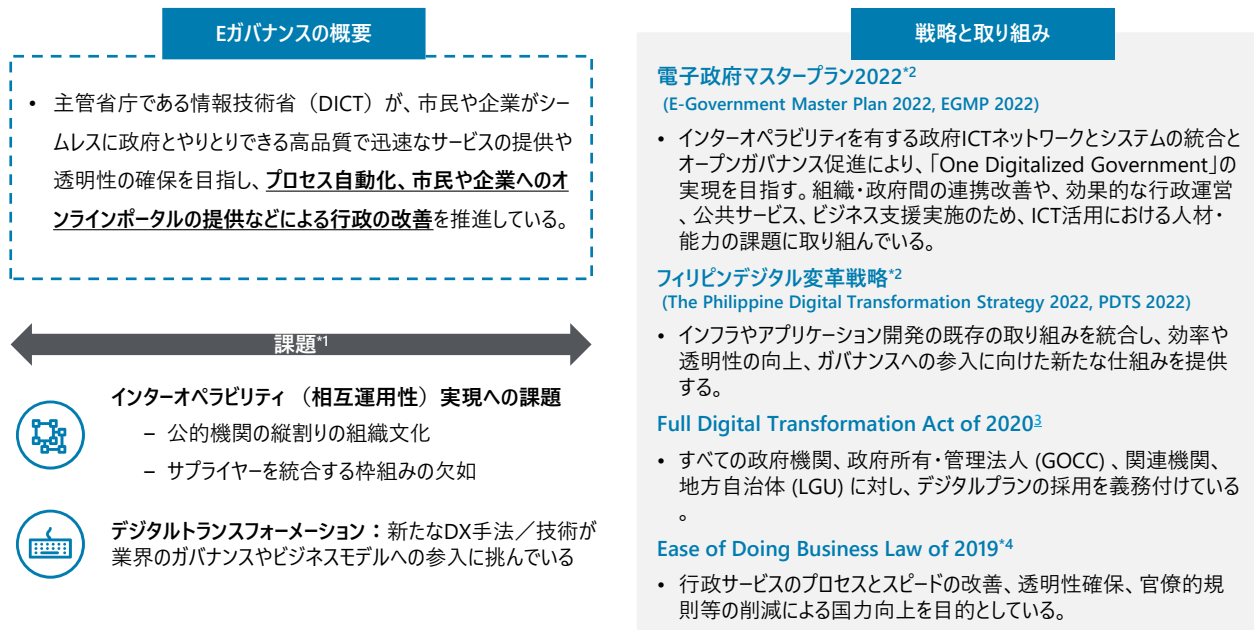 Eガバナンスの概要
• 主管省庁である情報技術省（DICT）が、市民や企業がシー
ムレスに政府とやりとりできる高品質で迅速なサービスの提供や
透明性の確保を目指し、プロセス自動化、市民や企業へのオ
ンラインポータルの提供などによる行政の改善を推進している。
課題*1
インターオペラビリティ （相互運用性）実現への課題
– 公的機関の縦割りの組織文化
– サプライヤーを統合する枠組みの欠如
デジタルトランスフォーメーション：新たなDX手法／技術が
業界のガバナンスやビジネスモデルへの参入に挑んでいる
戦略と取り組み
電子政府マスタープラン2022*2
(E-Government Master Plan 2022, EGMP 2022)
• インターオペラビリティを有する政府ICTネットワークとシステムの統合と
オープンガバナンス促進により、「One Digitalized Government」の
実現を目指す。組織・政府間の連携改善や、効果的な行政運営
、公共サービス、ビジネス支援実施のため、ICT活用における人材・
能力の課題に取り組んでいる。
フィリピンデジタル変革戦略*2
(The Philippine Digital Transformation Strategy 2022, PDTS 2022)
• インフラやアプリケーション開発の既存の取り組みを統合し、効率や
透明性の向上、ガバナンスへの参入に向けた新たな仕組みを提供
する。
Full Digital Transformation Act of 20203
• すべての政府機関、政府所有・管理法人 (GOCC) 、関連機関、
地方自治体 (LGU) に対し、デジタルプランの採用を義務付けている
。
Ease of Doing Business Law of 2019*4
• 行政サービスのプロセスとスピードの改善、透明性確保、官僚的規
則等の削減による国力向上を目的としている。